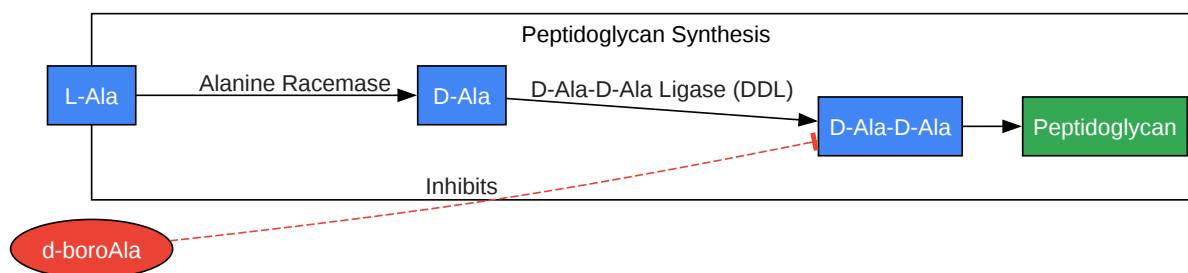 Peptidoglycan Synthesis
L-Ala
Alanine Racemase
D-Ala
D-Ala-D-Ala Ligase (DDL)
D-Ala-D-Ala
Peptidoglycan
Inhibits
d-boroAla